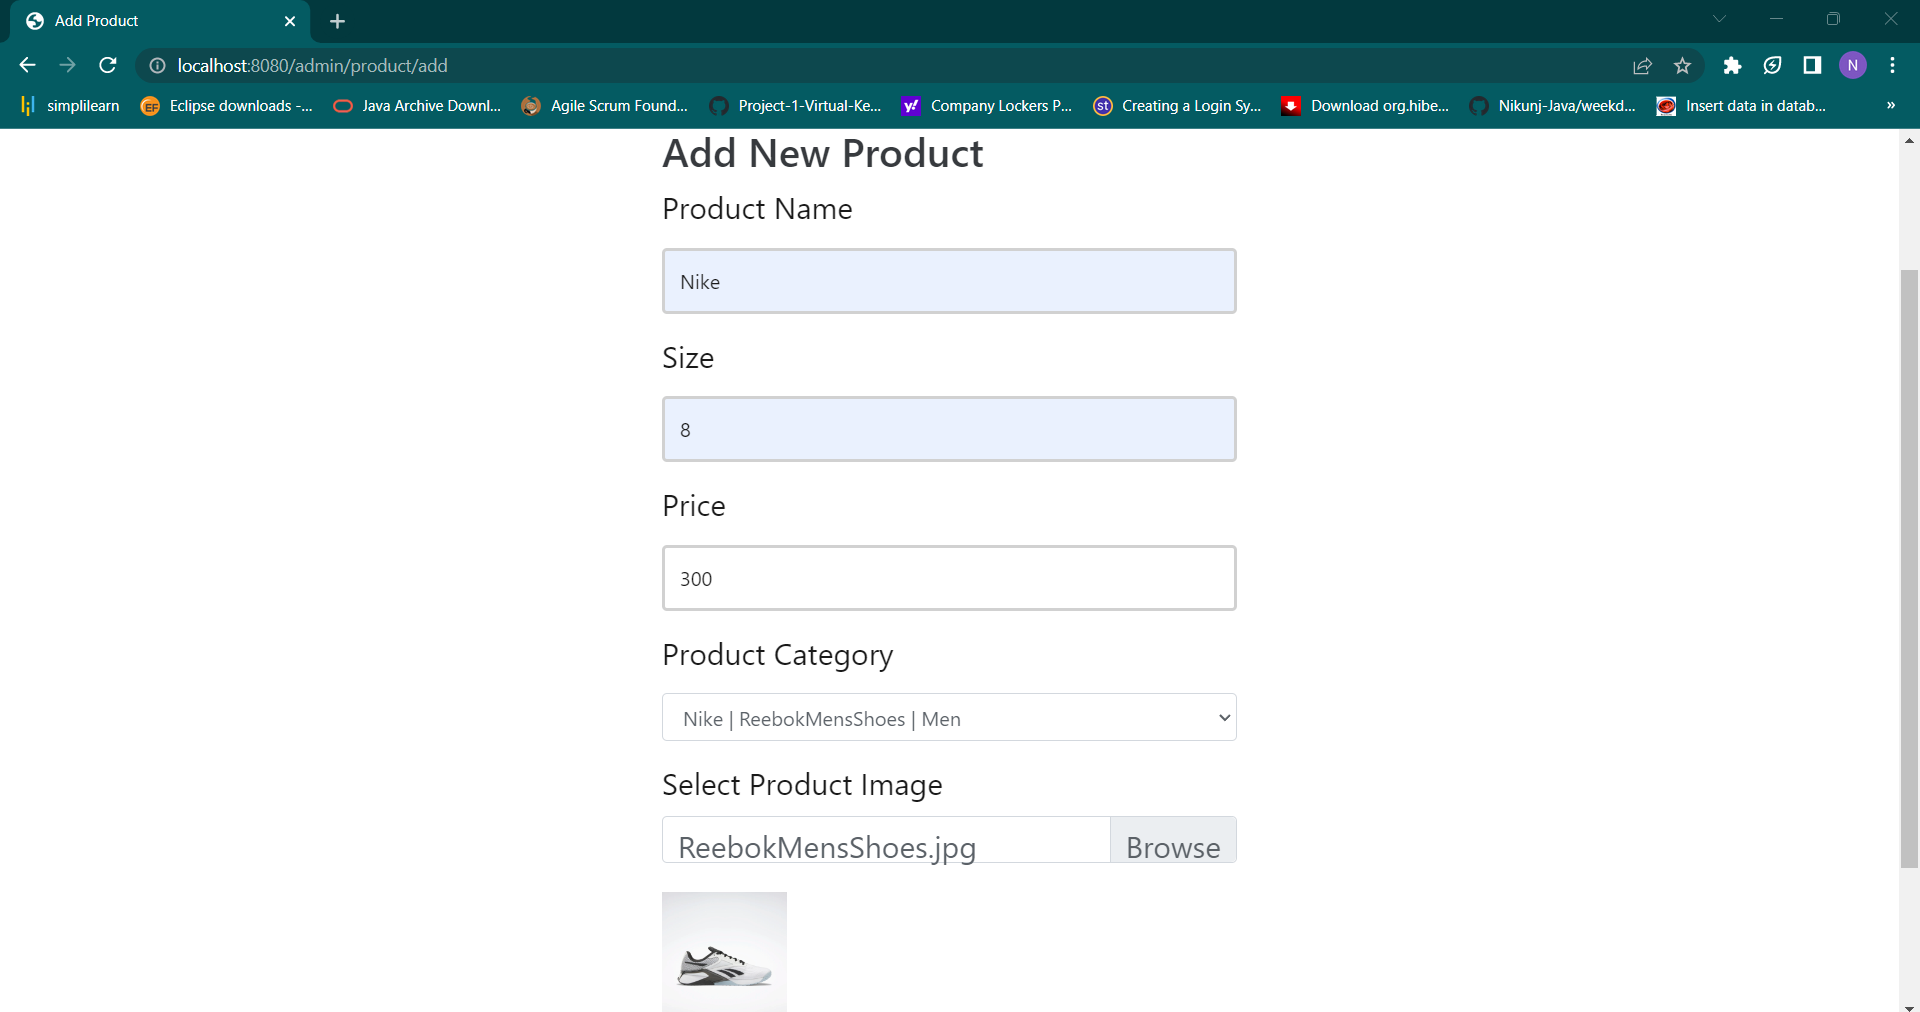 Add Product
localhost:8080/admin/product/add
N
simplilearn
EF Eclipse downloads -...
Java Archive Downl...
Agile Scrum Found...
Project-1-Virtual-Ke...
y! Company Lockers P...
st Creating a Login Sy...
Download org.hibe...
Nikunj-Java/weekd...
Insert data in datab...
»
Add New Product
Product Name
Nike
Size
8
Price
300
Product Category
Nike | ReebokMensShoes | Men
Select Product Image
ReebokMensShoes.jpg Browse